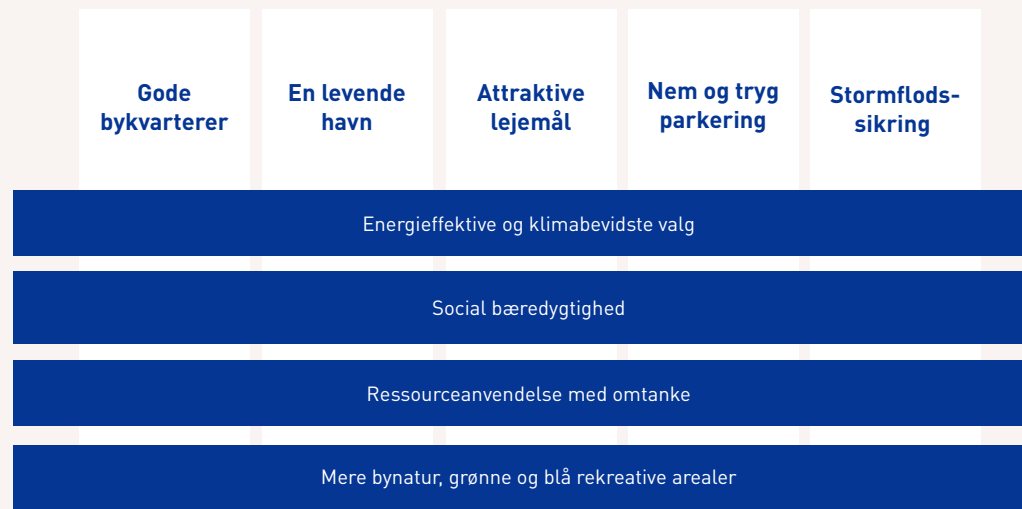 Gode
bykvarterer
En levende
havn
Attraktive
lejemål
Nem og tryg
parkering
Stormflods-
sikring
Energieffektive og klimabevidste valg
Social bæredygtighed
Ressourceanvendelse med omtanke
Mere bynatur, grønne og blå rekreative arealer